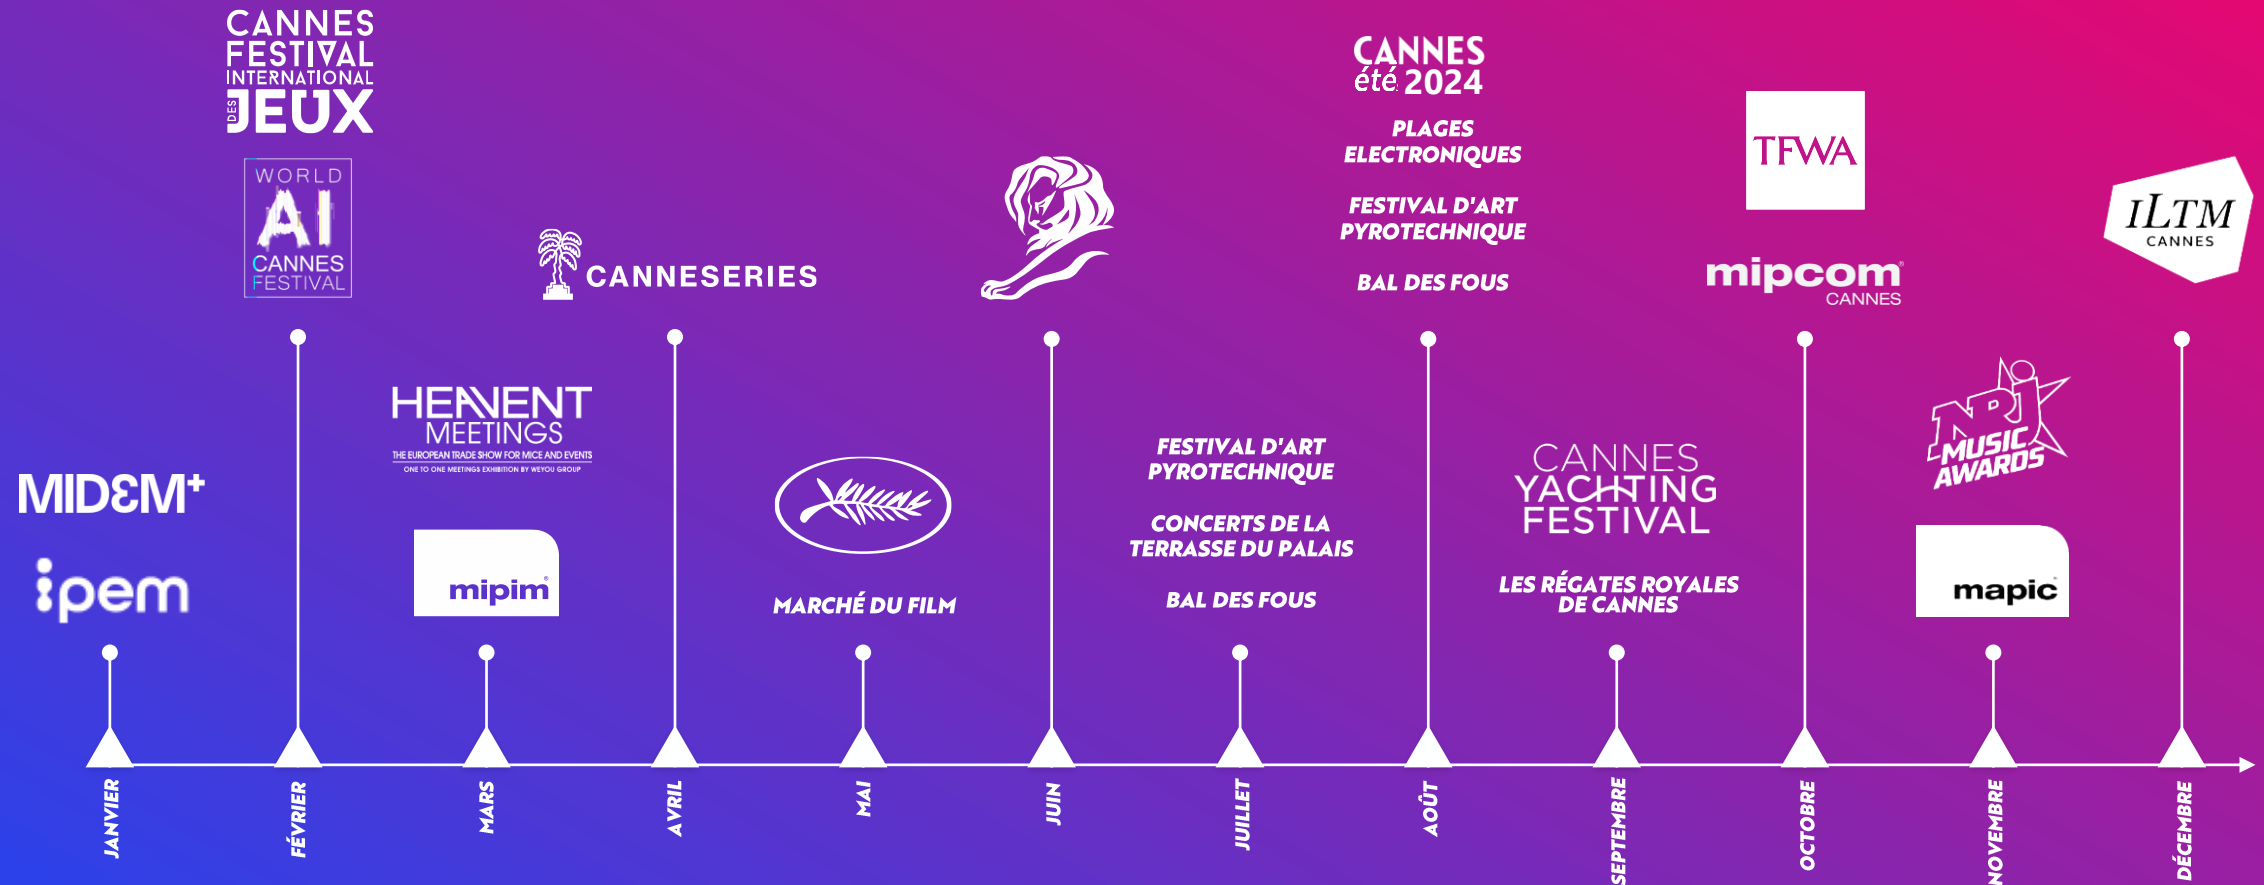 MIDEM+
ipem
JANVIER
CANNES
FESTIVAL
INTERNATIONAL
DES JEUX
WORLD
AI
CANNES
FESTIVAL
FÉVRIER
HEAVENT
MEETINGS
THE EUROPEAN TRADE SHOW FOR MICE AND EVENTS
ONE TO ONE MEETINGS EXHIBITION BY WEYOU GROUP
mipim®
MARS
CANNESERIES
AVRIL
MARCHÉ DU FILM
MAI
JUIN
FESTIVAL D'ART
PYROTECHNIQUE
CONCERTS DE LA
TERRASSE DU PALAIS
BAL DES FOUS
JUILLET
CANNES
été 2024
PLAGES
ELECTRONIQUES
FESTIVAL D'ART
PYROTECHNIQUE
BAL DES FOUS
AOÛT
CANNES
YACHTING
FESTIVAL
LES RÉGATES ROYALES
DE CANNES
SEPTEMBRE
TFWA
mipcom®
CANNES
OCTOBRE
NRJ
MUSIC
AWARDS
mapic
NOVEMBRE
ILTM
CANNES
DÉCEMBRE